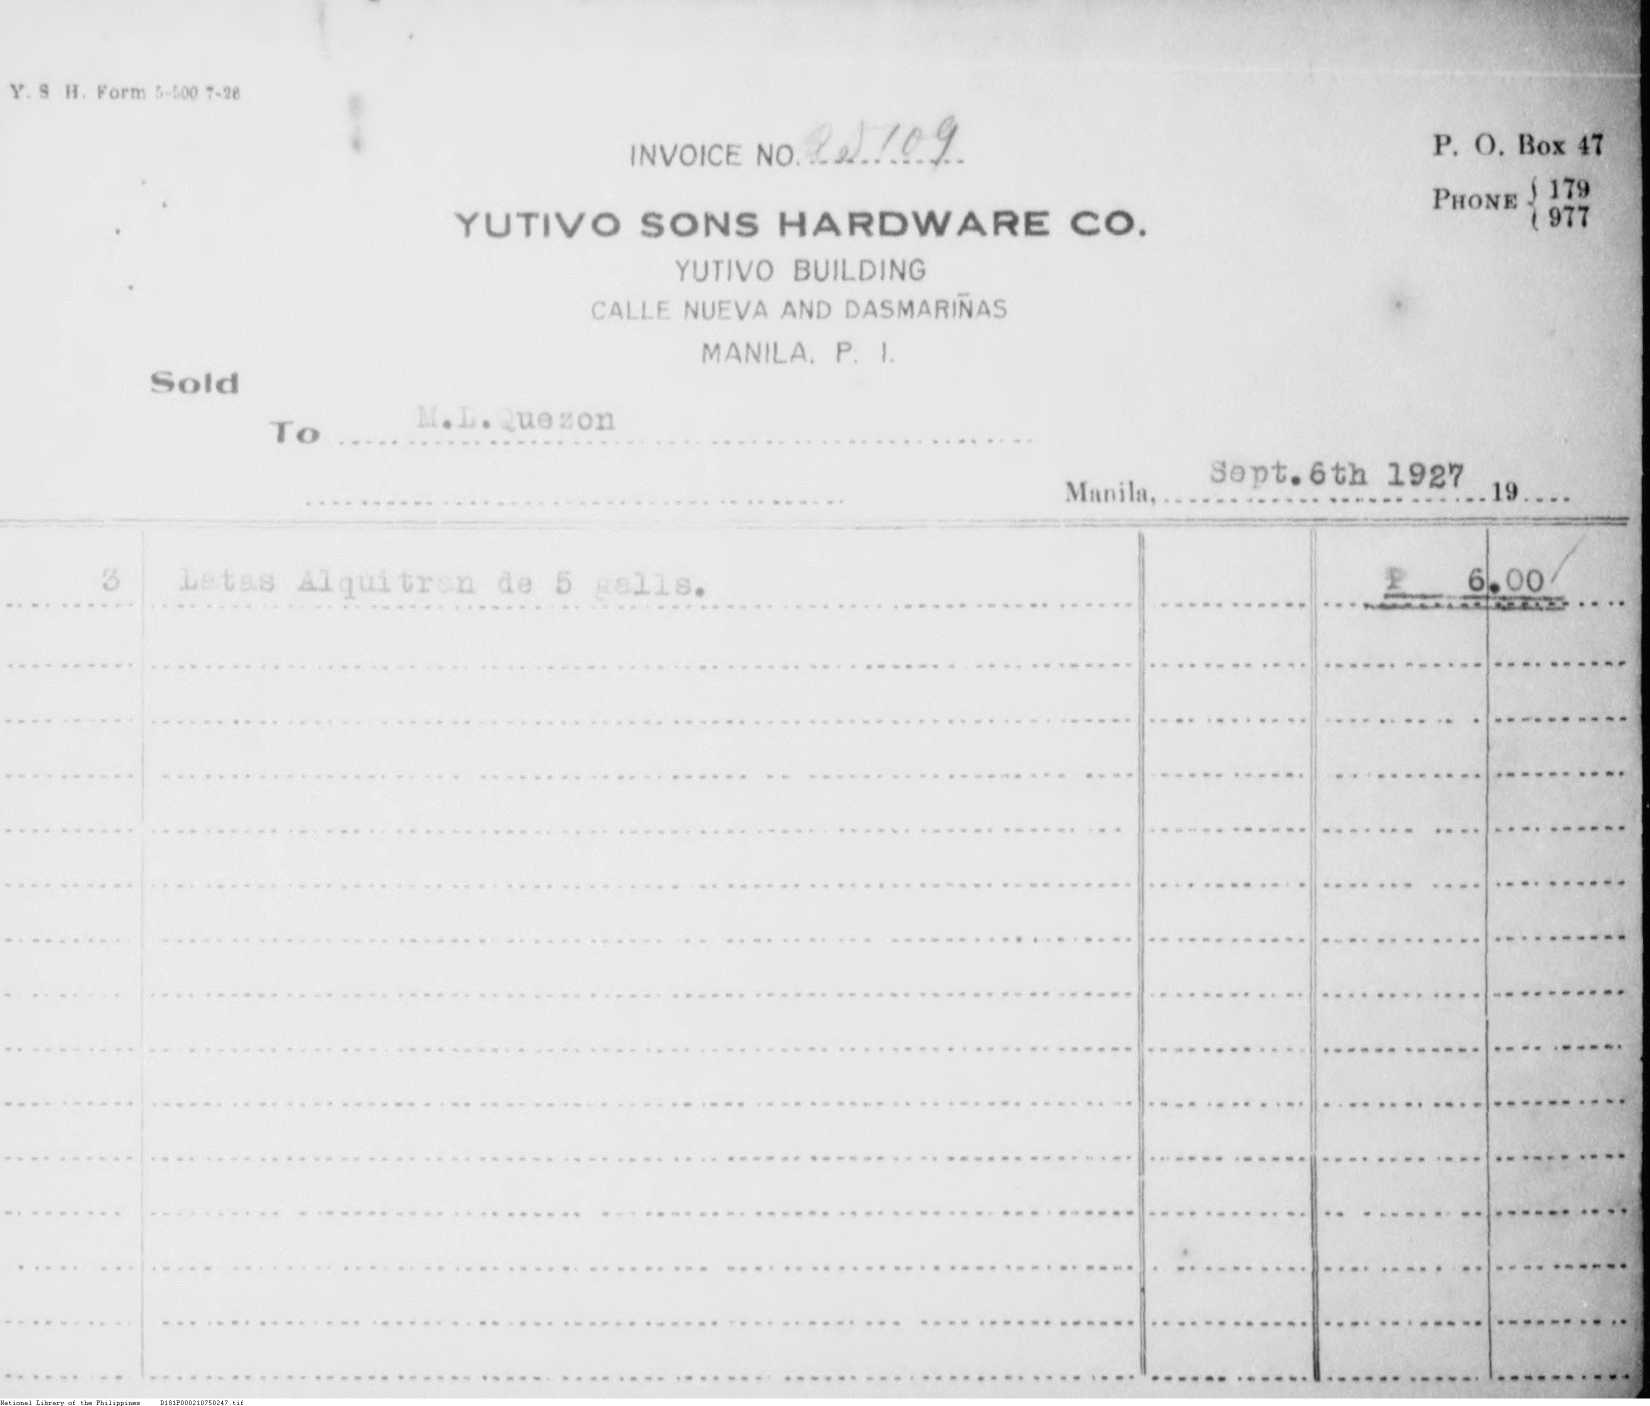 Y. S. H. Form 5-500 7-26
INVOICE NO. 25109
P. O. Box 47
PHONE { 179
977
YUTIVO SONS HARDWARE CO.
YUTIVO BUILDING
CALLE NUEVA AND DASMARIÑAS
MANILA. P. I.
Sold
To M.L.Quezon
Manila, Sept.6th 1927 19
3 Latas Alquitran de 5 galls. P 6.00
National Library of the Philippines D181P000210750247.tif